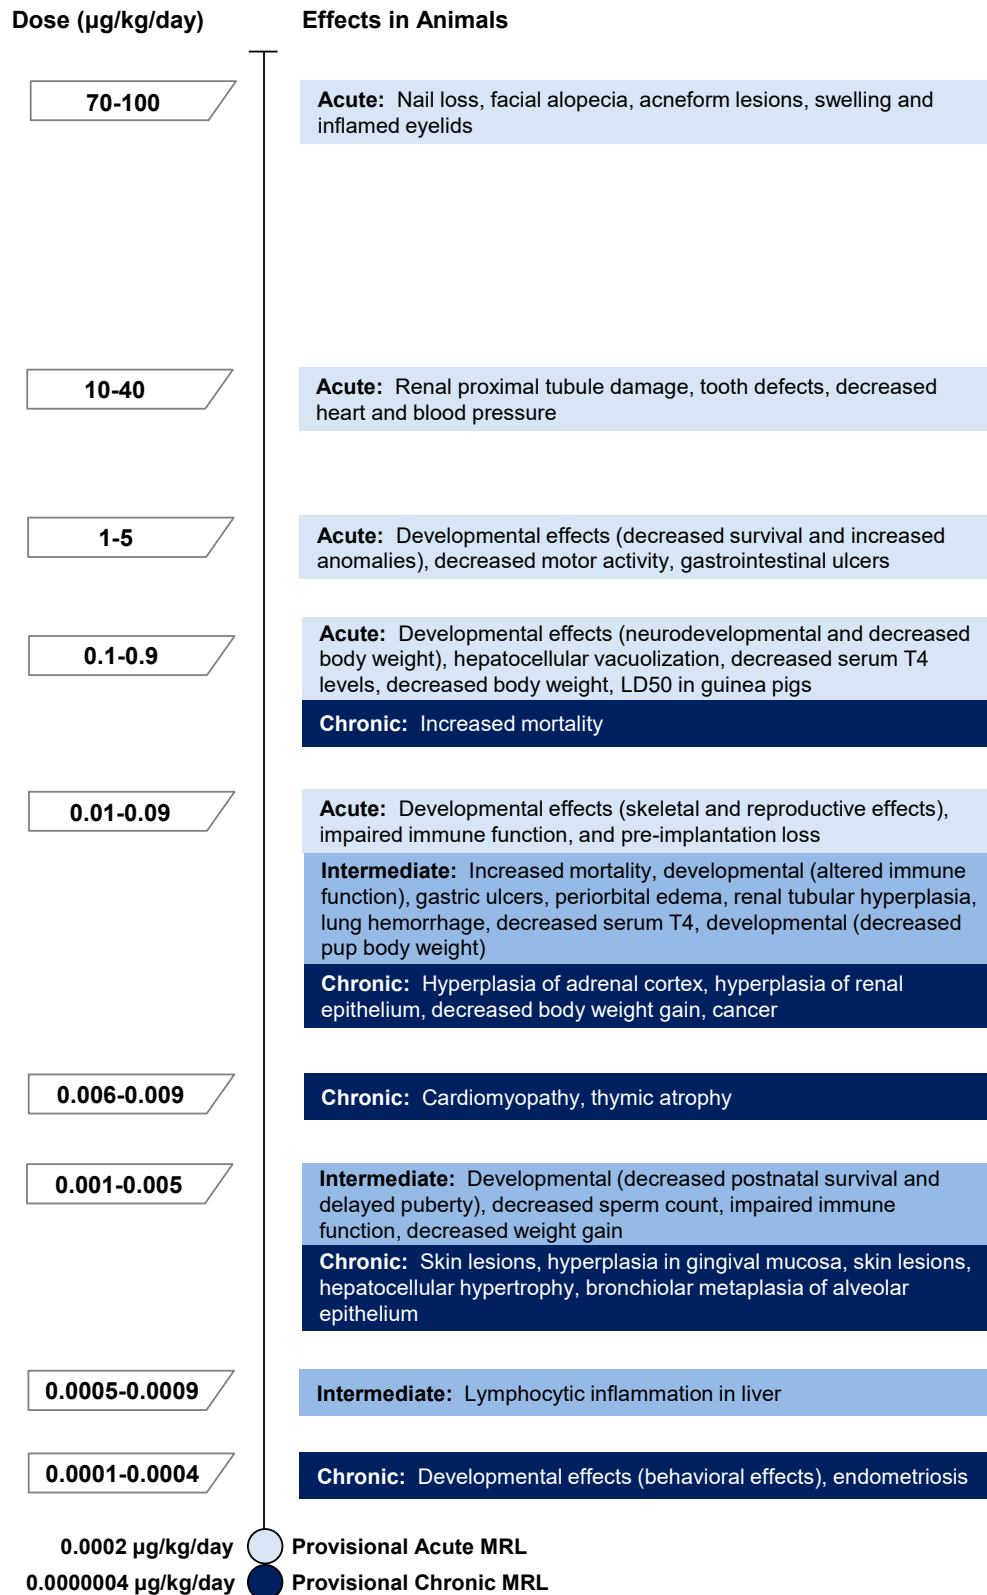 Dose (µg/kg/day) Effects in Animals
70-100
Acute: Nail loss, facial alopecia, acneform lesions, swelling and
inflamed eyelids
10-40
Acute: Renal proximal tubule damage, tooth defects, decreased
heart and blood pressure
1-5
Acute: Developmental effects (decreased survival and increased
anomalies), decreased motor activity, gastrointestinal ulcers
0.1-0.9
Acute: Developmental effects (neurodevelopmental and decreased
body weight), hepatocellular vacuolization, decreased serum T4
levels, decreased body weight, LD50 in guinea pigs
Chronic: Increased mortality
0.01-0.09
Acute: Developmental effects (skeletal and reproductive effects),
impaired immune function, and pre-implantation loss
Intermediate: Increased mortality, developmental (altered immune
function), gastric ulcers, periorbital edema, renal tubular hyperplasia,
lung hemorrhage, decreased serum T4, developmental (decreased
pup body weight)
Chronic: Hyperplasia of adrenal cortex, hyperplasia of renal
epithelium, decreased body weight gain, cancer
0.006-0.009
Chronic: Cardiomyopathy, thymic atrophy
0.001-0.005
Intermediate: Developmental (decreased postnatal survival and
delayed puberty), decreased sperm count, impaired immune
function, decreased weight gain
Chronic: Skin lesions, hyperplasia in gingival mucosa, skin lesions,
hepatocellular hypertrophy, bronchiolar metaplasia of alveolar
epithelium
0.0005-0.0009
Intermediate: Lymphocytic inflammation in liver
0.0001-0.0004
Chronic: Developmental effects (behavioral effects), endometriosis
0.0002 µg/kg/day Provisional Acute MRL
0.0000004 µg/kg/day Provisional Chronic MRL